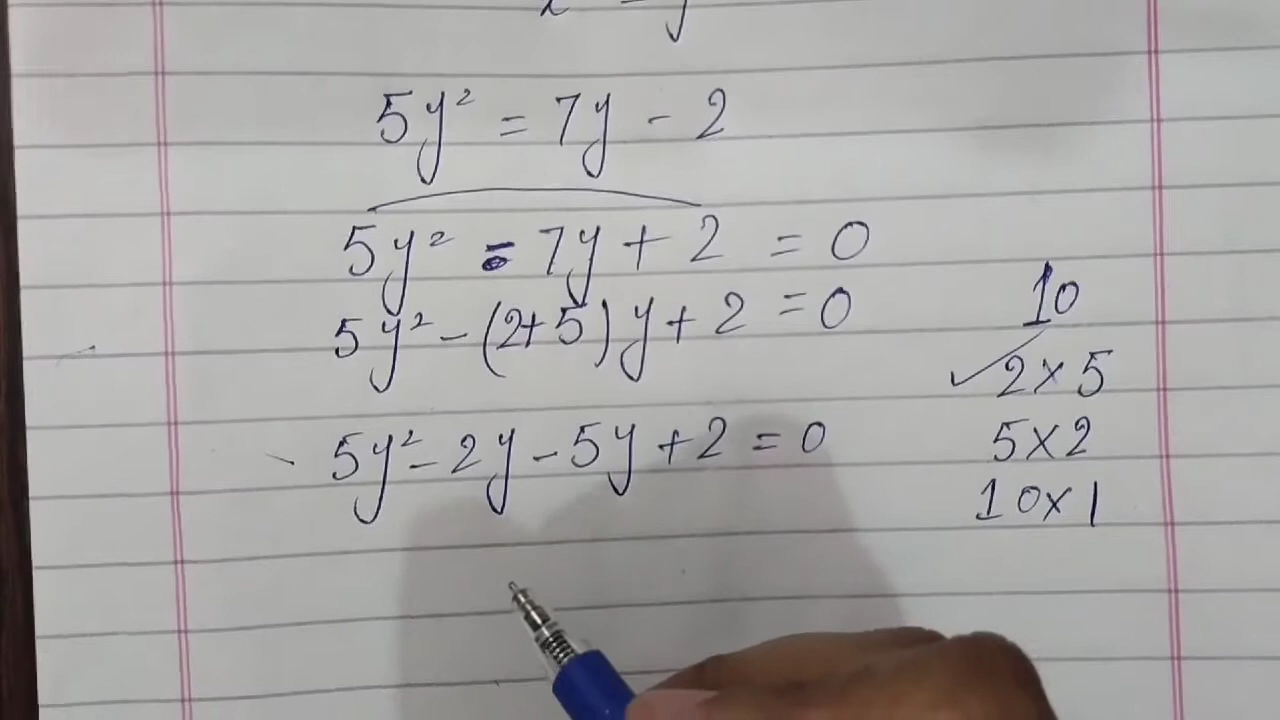 5y² = 7y - 2
5y² - 7y + 2 = 0
5y² - (2+5)y + 2 = 0
5y² - 2y - 5y + 2 = 0
10
✓2×5
5×2
10×1